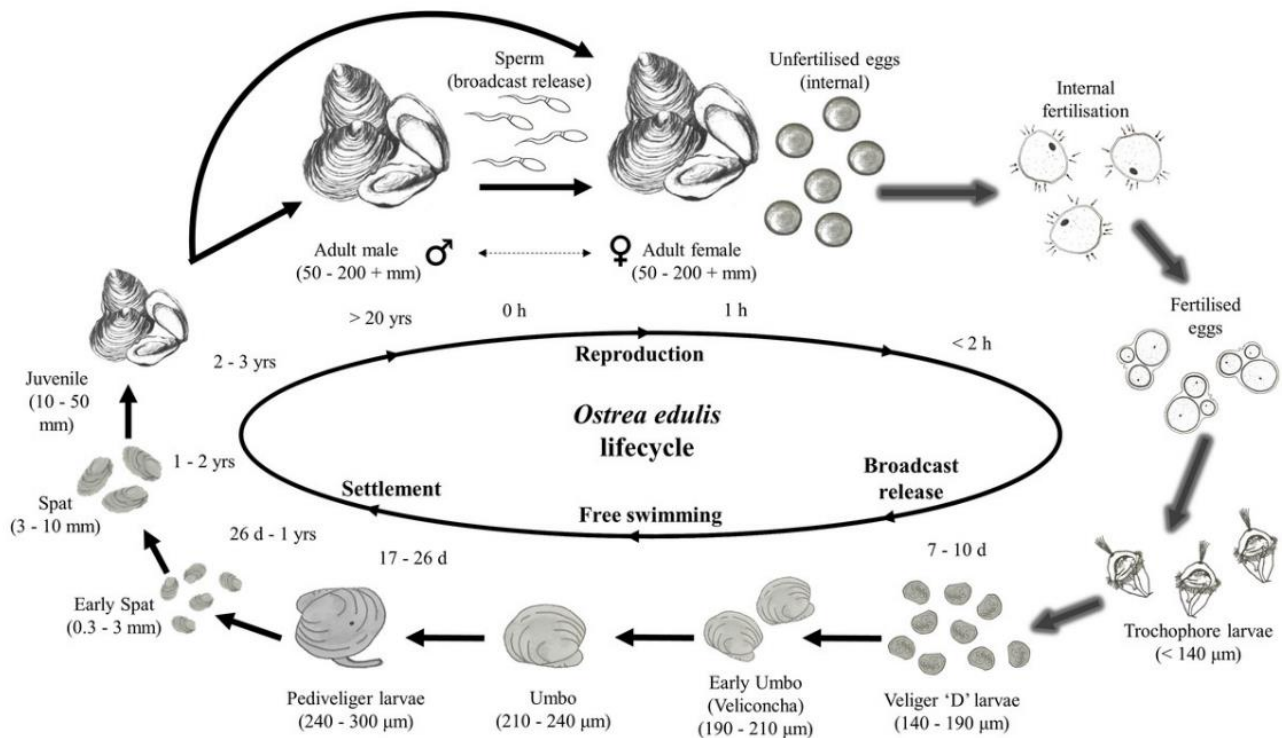 Sperm
(broadcast release)
Unfertilised eggs
(internal)
Internal
fertilisation
Adult male ♂
(50 - 200 + mm)
♀ Adult female
(50 - 200 + mm)
Fertilised
eggs
> 20 yrs
0 h
1 h
< 2 h
2 - 3 yrs
Reproduction
Juvenile
(10 - 50
mm)
Ostrea edulis
lifecycle
1 - 2 yrs
Settlement
Broadcast
release
Free swimming
Spat
(3 - 10 mm)
26 d - 1 yrs
17 - 26 d
7 - 10 d
Early Spat
(0.3 - 3 mm)
Trochophore larvae
(< 140 μm)
Pediveliger larvae
(240 - 300 μm)
Umbo
(210 - 240 μm)
Early Umbo
(Veliconcha)
(190 - 210 μm)
Veliger ‘D’ larvae
(140 - 190 μm)